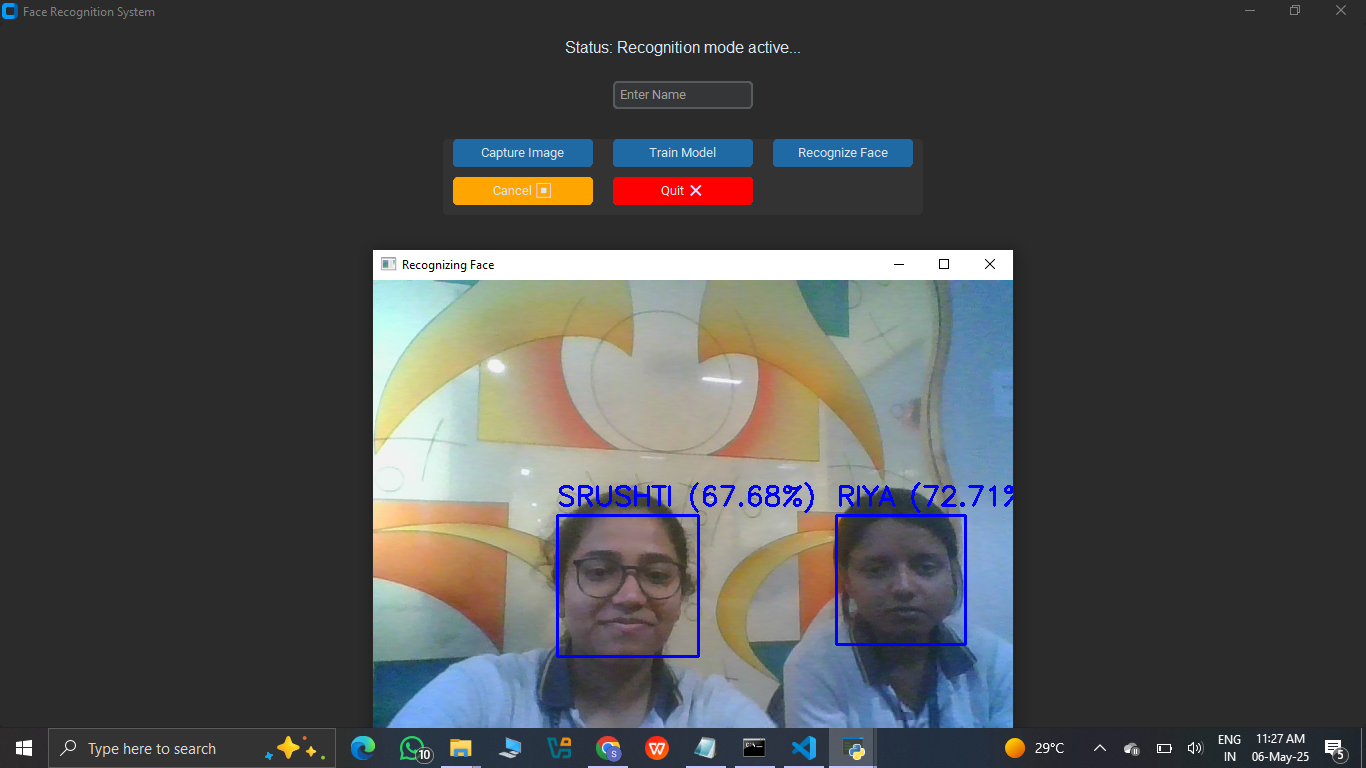 Face Recognition System
Status: Recognition mode active...
Enter Name
Capture Image
Train Model
Recognize Face
Cancel
Quit
Recognizing Face
SRUSHTI (67.68%)
RIYA (72.71%
Type here to search
10
S
W
29°C
ENG
IN
11:27 AM
06-May-25
5